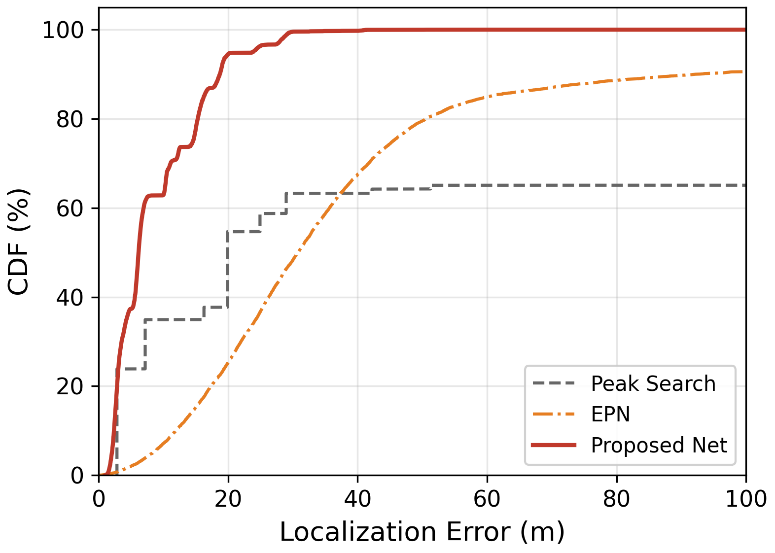 100
80
60
40
20
0
CDF (%)
0 20 40 60 80 100
Localization Error (m)
Peak Search
EPN
Proposed Net